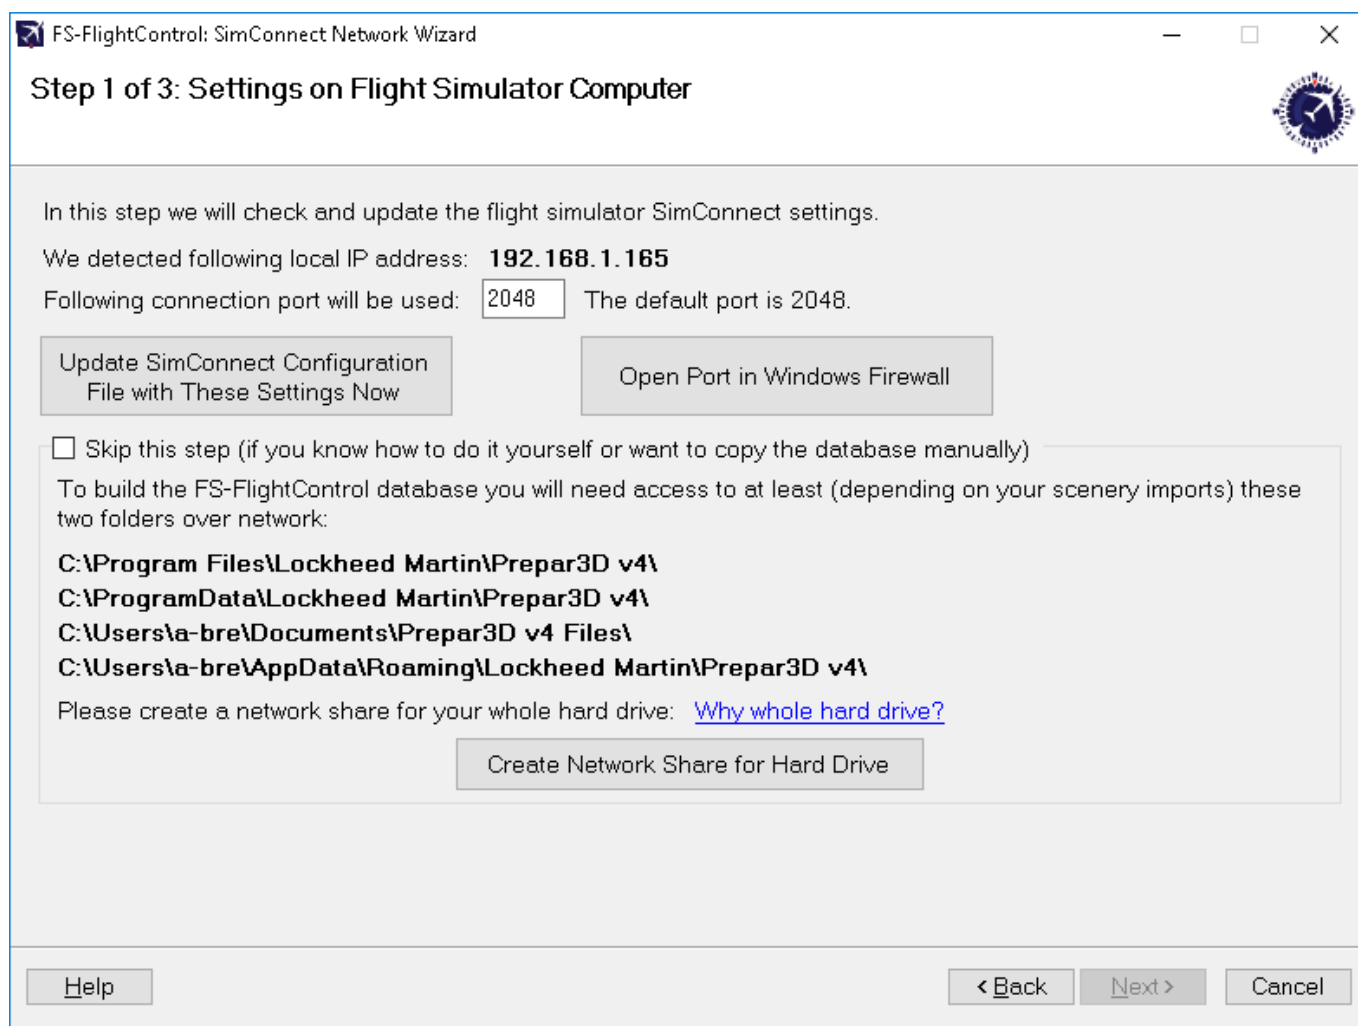 FS-FlightControl: SimConnect Network Wizard
Step 1 of 3: Settings on Flight Simulator Computer
In this step we will check and update the flight simulator SimConnect settings.
We detected following local IP address: 192.168.1.165
Following connection port will be used: 2048 The default port is 2048.
Update SimConnect Configuration
File with These Settings Now
Open Port in Windows Firewall
Skip this step (if you know how to do it yourself or want to copy the database manually)
To build the FS-FlightControl database you will need access to at least (depending on your scenery imports) these
two folders over network:
C:\Program Files\Lockheed Martin\Prepar3D v4\
C:\ProgramData\Lockheed Martin\Prepar3D v4\
C:\Users\a-bre\Documents\Prepar3D v4 Files\
C:\Users\a-bre\AppData\Roaming\Lockheed Martin\Prepar3D v4\
Please create a network share for your whole hard drive: Why whole hard drive?
Create Network Share for Hard Drive
Help < Back Next > Cancel